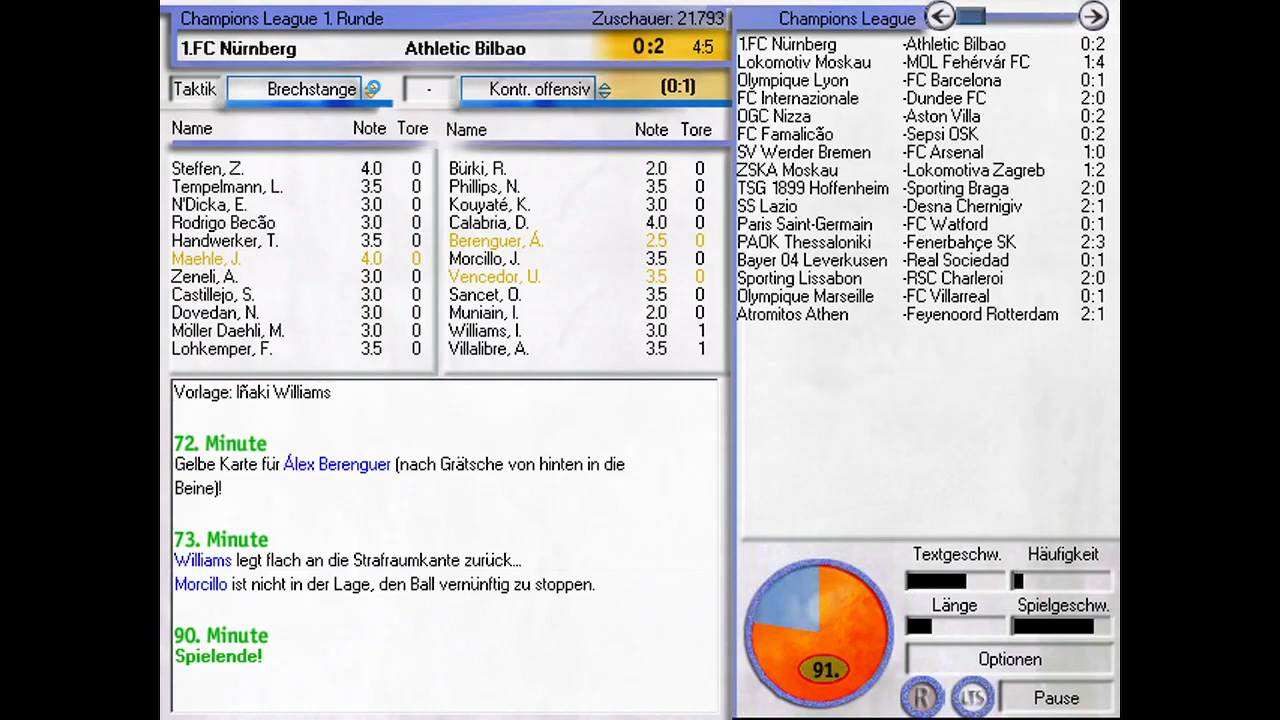 Champions League 1. Runde Zuschauer: 21.793
1.FC Nürnberg Athletic Bilbao 0:2 4:5
Taktik Brechstange - Kontr. offensiv (0:1)
Name Note Tore Name Note Tore
Steffen, Z. 4.0 0 Bürki, R. 2.0 0
Tempelmann, L. 3.5 0 Phillips, N. 3.5 0
N'Dicka, E. 3.0 0 Kouyaté, K. 3.0 0
Rodrigo Becão 3.0 0 Calabria, D. 4.0 0
Handwerker, T. 3.5 0 Berenguer, Á. 2.5 0
Maehle, J. 4.0 0 Morcillo, J. 3.5 0
Zeneli, A. 3.0 0 Vencedor, U. 3.5 0
Castillejo, S. 3.0 0 Sancet, O. 3.5 0
Dovedan, N. 3.0 0 Muniain, I. 2.0 0
Möller Daehli, M. 3.0 0 Williams, I. 3.0 1
Lohkemper, F. 3.5 0 Villalibre, A. 3.5 1
Vorlage: Iñaki Williams
72. Minute
Gelbe Karte für Álex Berenguer (nach Grätsche von hinten in die
Beine)!
73. Minute
Williams legt flach an die Strafraumkante zurück...
Morcillo ist nicht in der Lage, den Ball vernünftig zu stoppen.
90. Minute
Spielende!
Champions League
1.FC Nürnberg -Athletic Bilbao 0:2
Lokomotiv Moskau -MOL Fehérvár FC 1:4
Olympique Lyon -FC Barcelona 0:1
FC Internazionale -Dundee FC 2:0
OGC Nizza -Aston Villa 0:2
FC Famalicão -Sepsi OSK 0:2
SV Werder Bremen -FC Arsenal 1:0
ZSKA Moskau -Lokomotiva Zagreb 1:2
TSG 1899 Hoffenheim -Sporting Braga 2:0
SS Lazio -Desna Chernigiv 2:1
Paris Saint-Germain -FC Watford 0:1
PAOK Thessaloniki -Fenerbahçe SK 2:3
Bayer 04 Leverkusen -Real Sociedad 0:1
Sporting Lissabon -RSC Charleroi 2:0
Olympique Marseille -FC Villarreal 0:1
Atromitos Athen -Feyenoord Rotterdam 2:1
Textgeschw. Häufigkeit
Länge Spielgeschw.
Optionen
91.
R LTS Pause